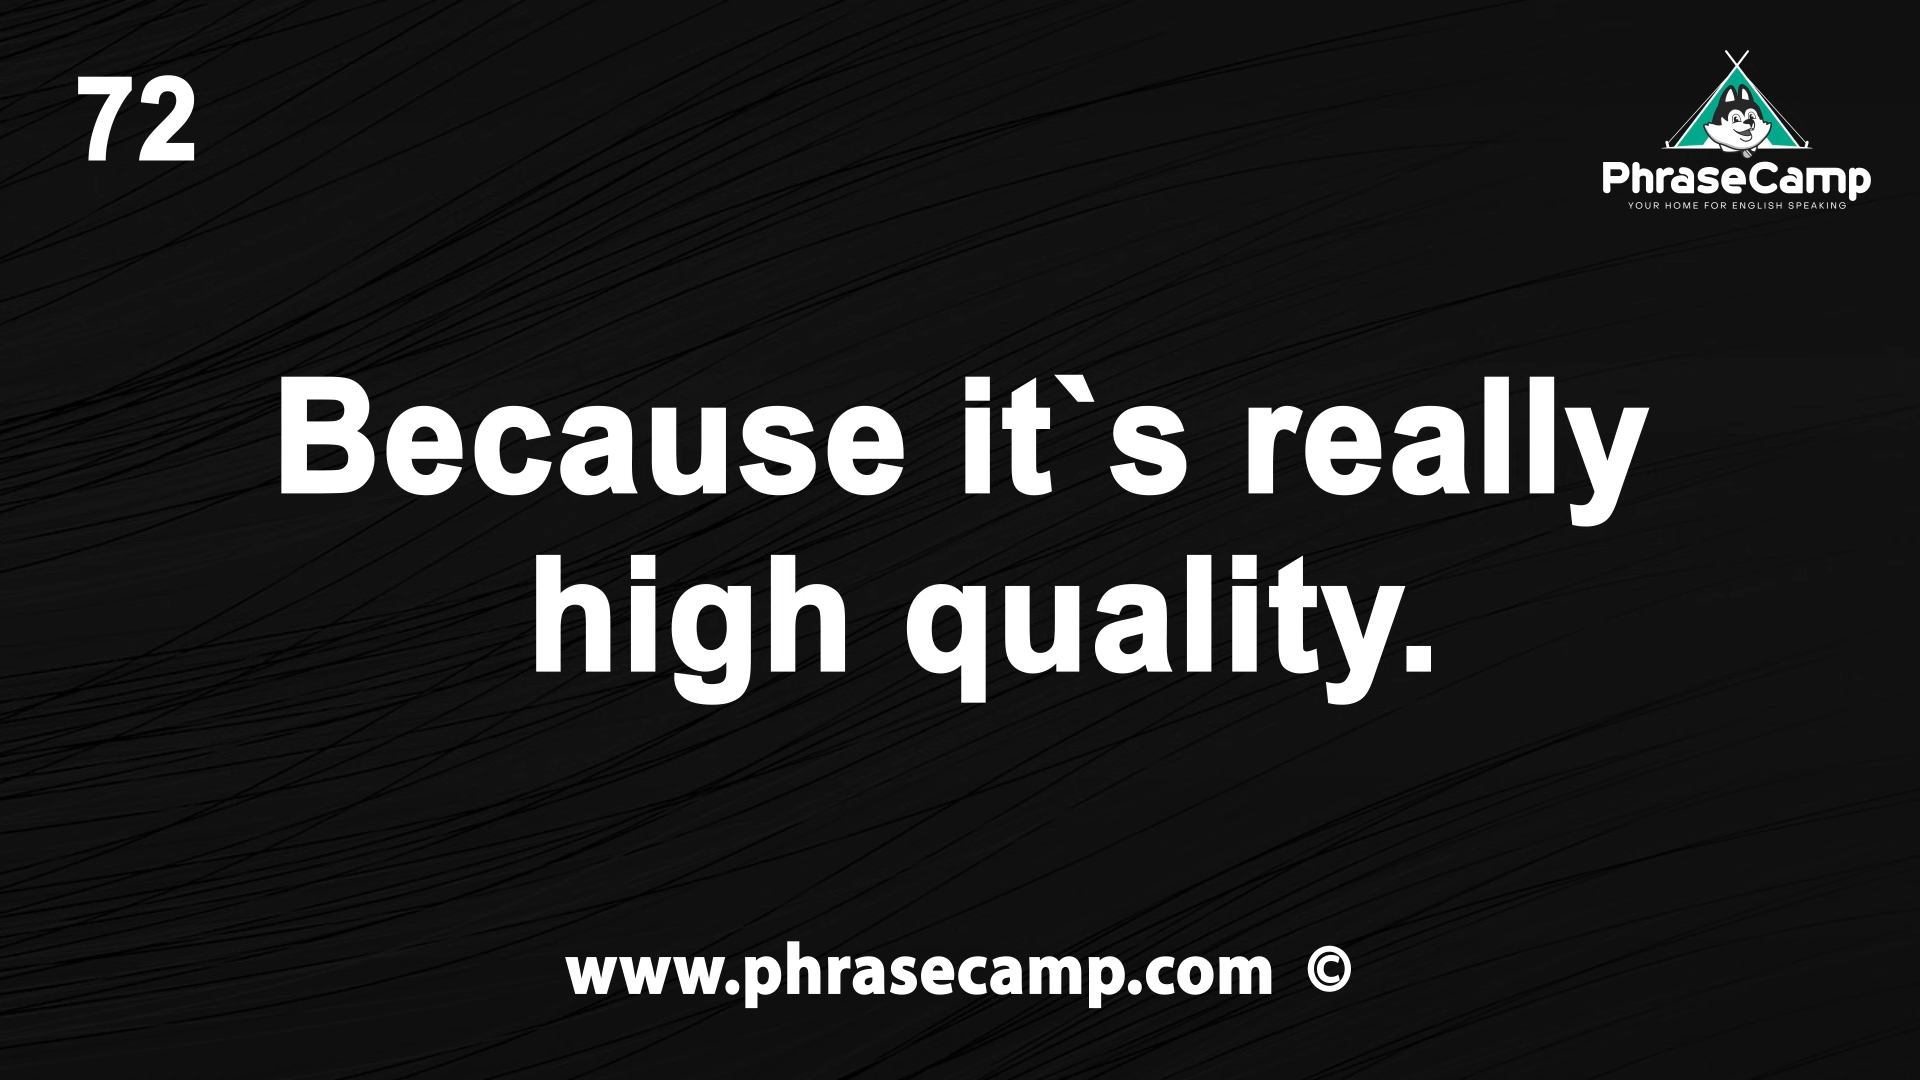 72
PhraseCamp
YOUR HOME FOR ENGLISH SPEAKING
Because it`s really
high quality.
www.phrasecamp.com ©